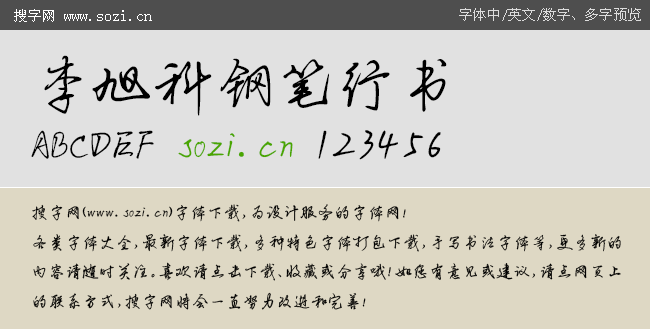 搜字网 www.sozi.cn
字体中/英文/数字、多字预览
李旭科钢笔行书
ABCDEF sozi.cn 123456
搜字网(www.sozi.cn)字体下载,为设计服务的字体网!
各类字体大全,最新字体下载,多种特色字体打包下载,手写书法字体等,更多新的
内容请随时关注。喜欢请点击下载、收藏或分享哦!如您有意见或建议,请点网页上
的联系方式,搜字网将会一直努力改进和完善!